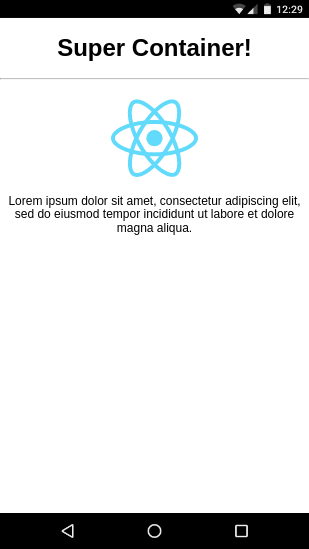 12:29
Super Container!
Lorem ipsum dolor sit amet, consectetur adipiscing elit,
sed do eiusmod tempor incididunt ut labore et dolore
magna aliqua.